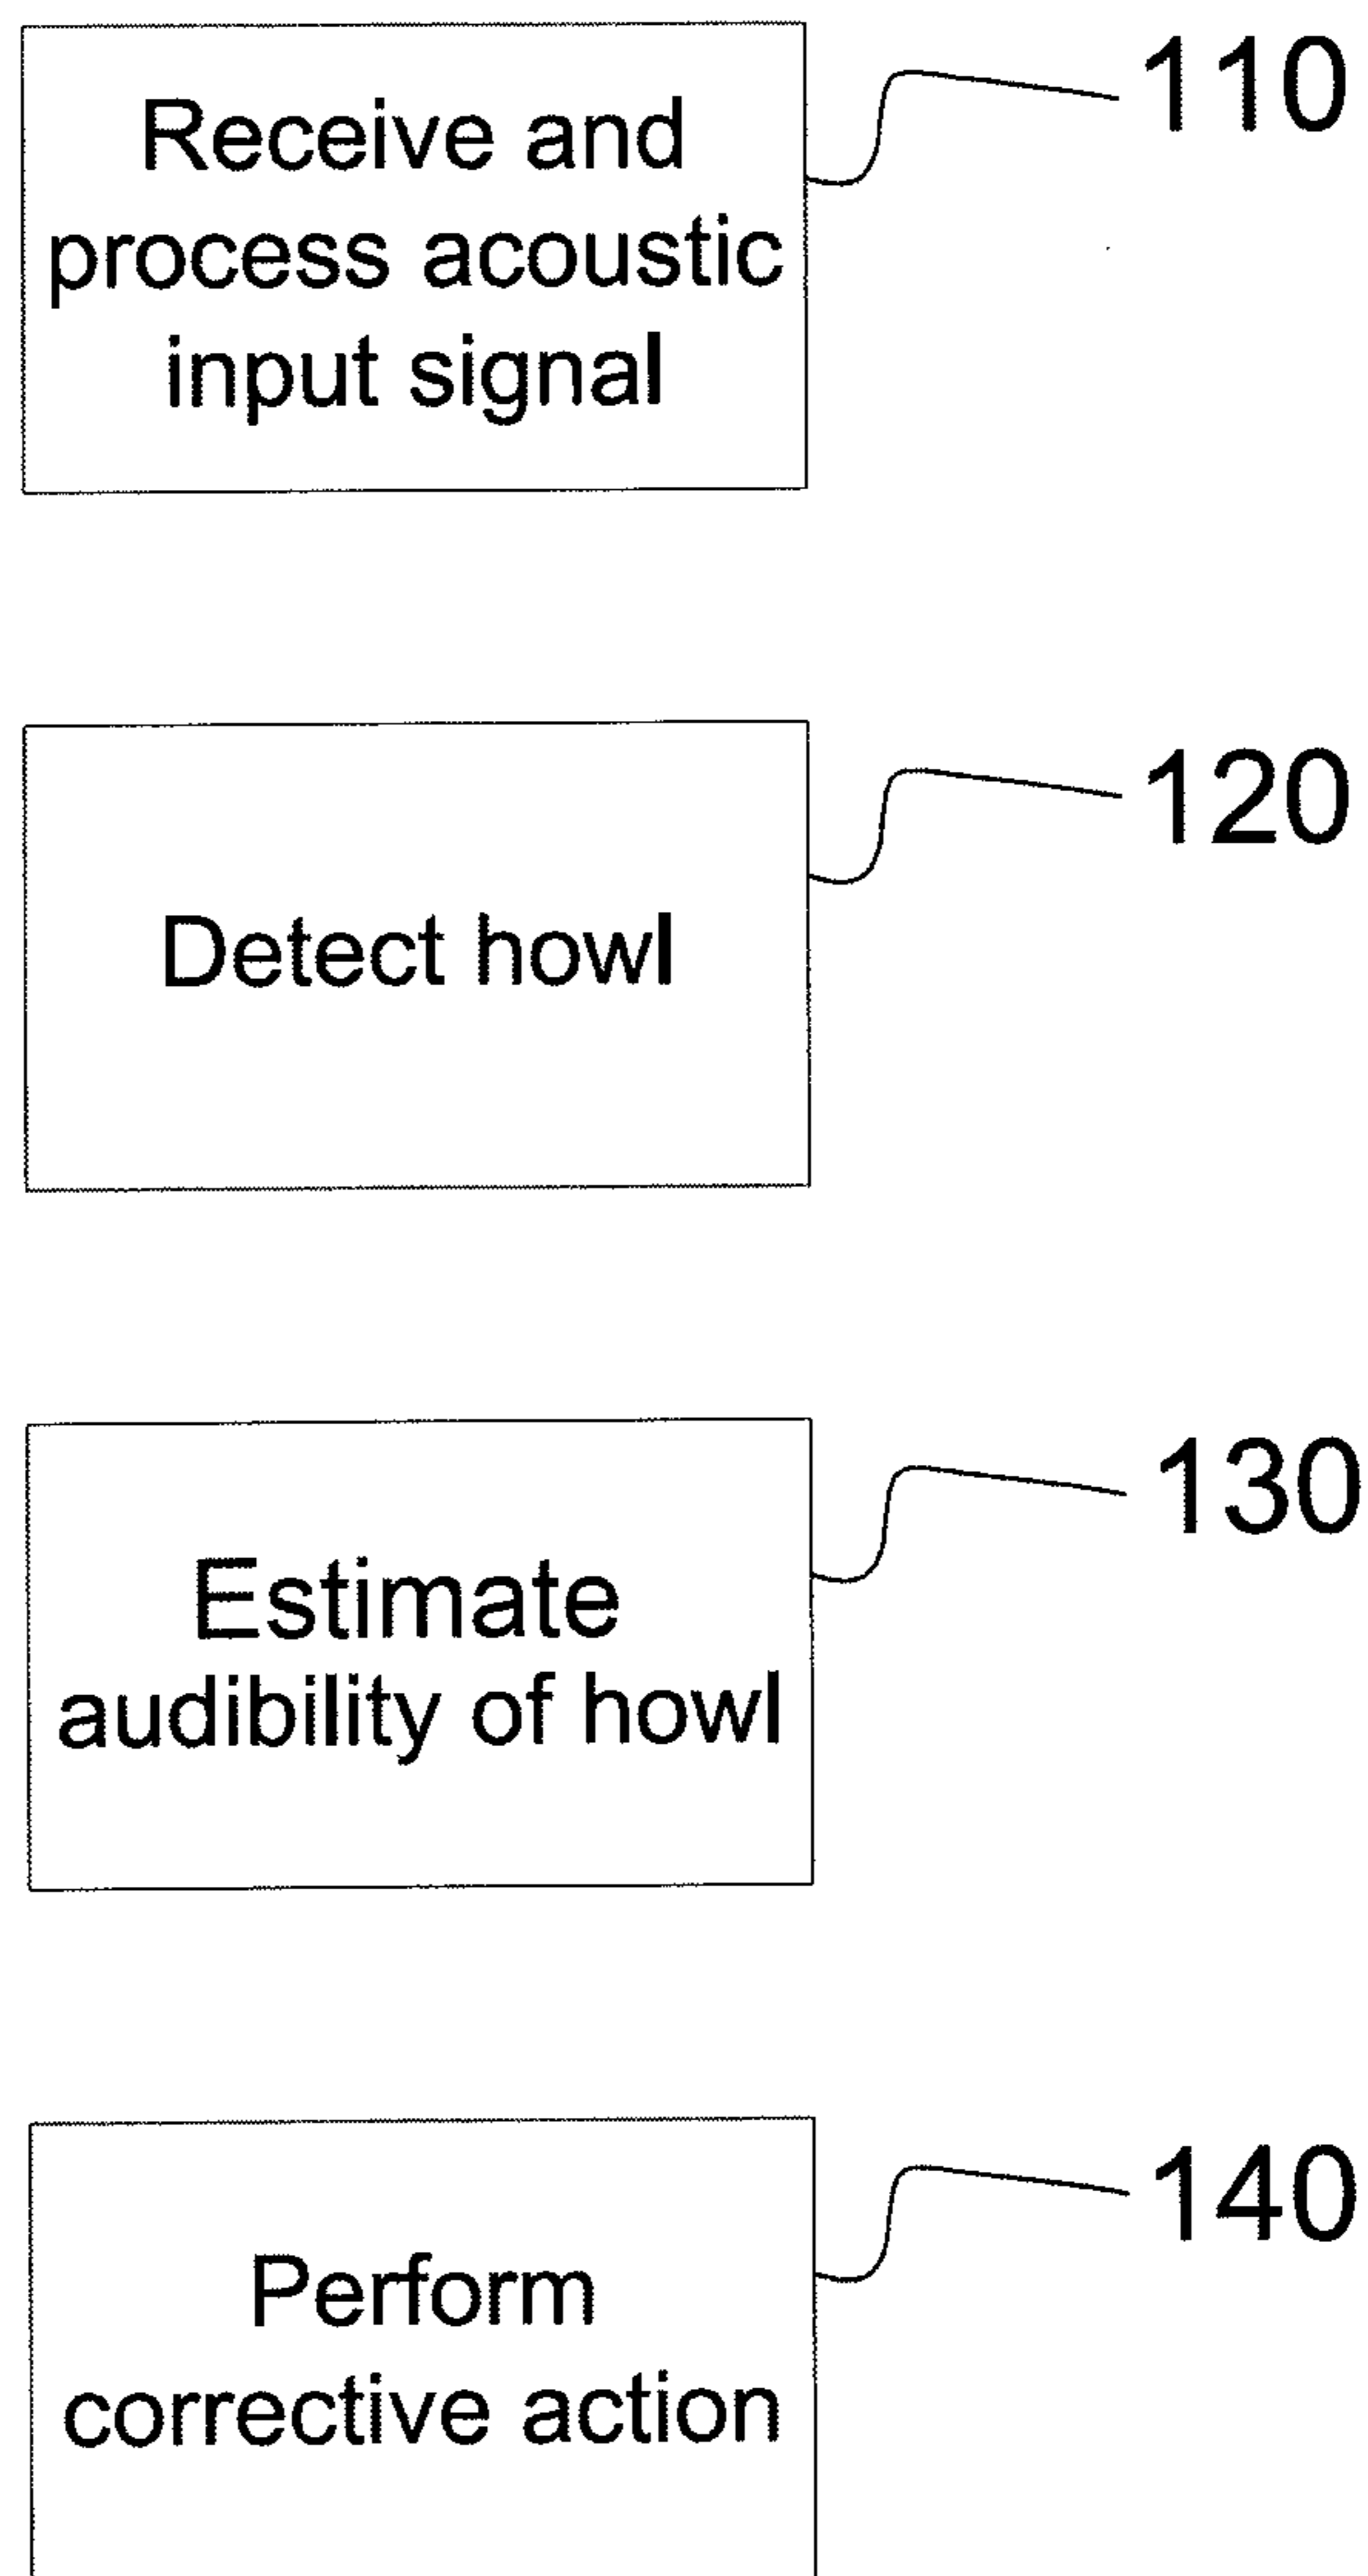 Receive and
process acoustic
input signal
110
Detect howl
120
Estimate
audibility of howl
130
Perform
corrective action
140